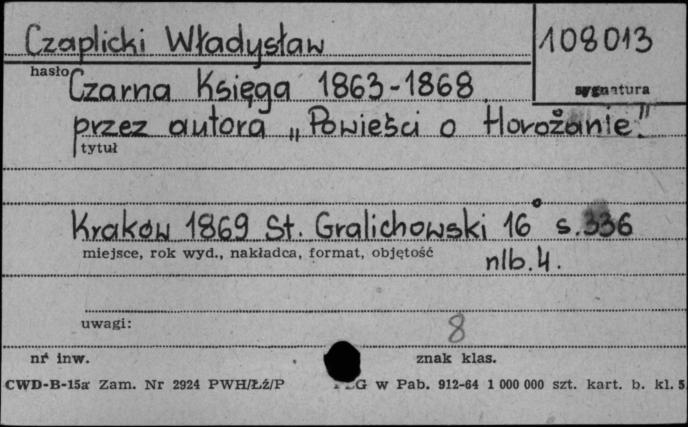 Czaplicki Władysław
108013
hasło
sygnatura
Czarna Księga 1863-1868
przez autora „Powieści o Horożanie."
tytuł
Kraków 1869 St. Gralichowski 16° s. 336
miejsce, rok wyd., nakładca, format, objętość
nlb. 4.
uwagi:
8
nr inw.
znak klas.
CWD-B-15a Zam. Nr 2924 PWH/Łź/P
G w Pab. 912-64 1 000 000 szt. kart. b. kl. 5